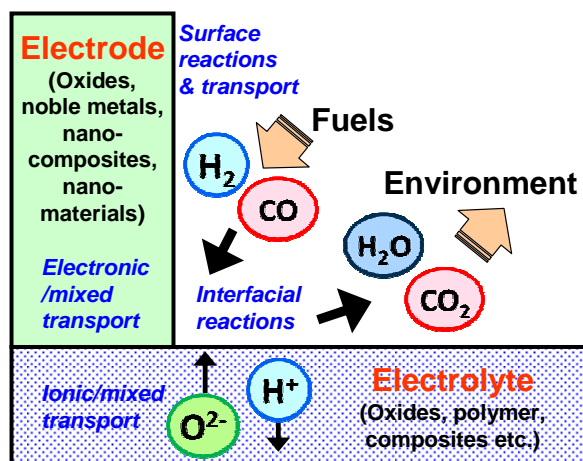 Electrode
(Oxides,
noble metals,
nano-
composites,
nano-
materials)
Electronic
/mixed
transport
Surface
reactions
& transport
Fuels
H₂
CO
Environment
H₂O
CO₂
Interfacial
reactions
Ionic/mixed
transport
O²⁻
H⁺
Electrolyte
(Oxides, polymer,
composites etc.)